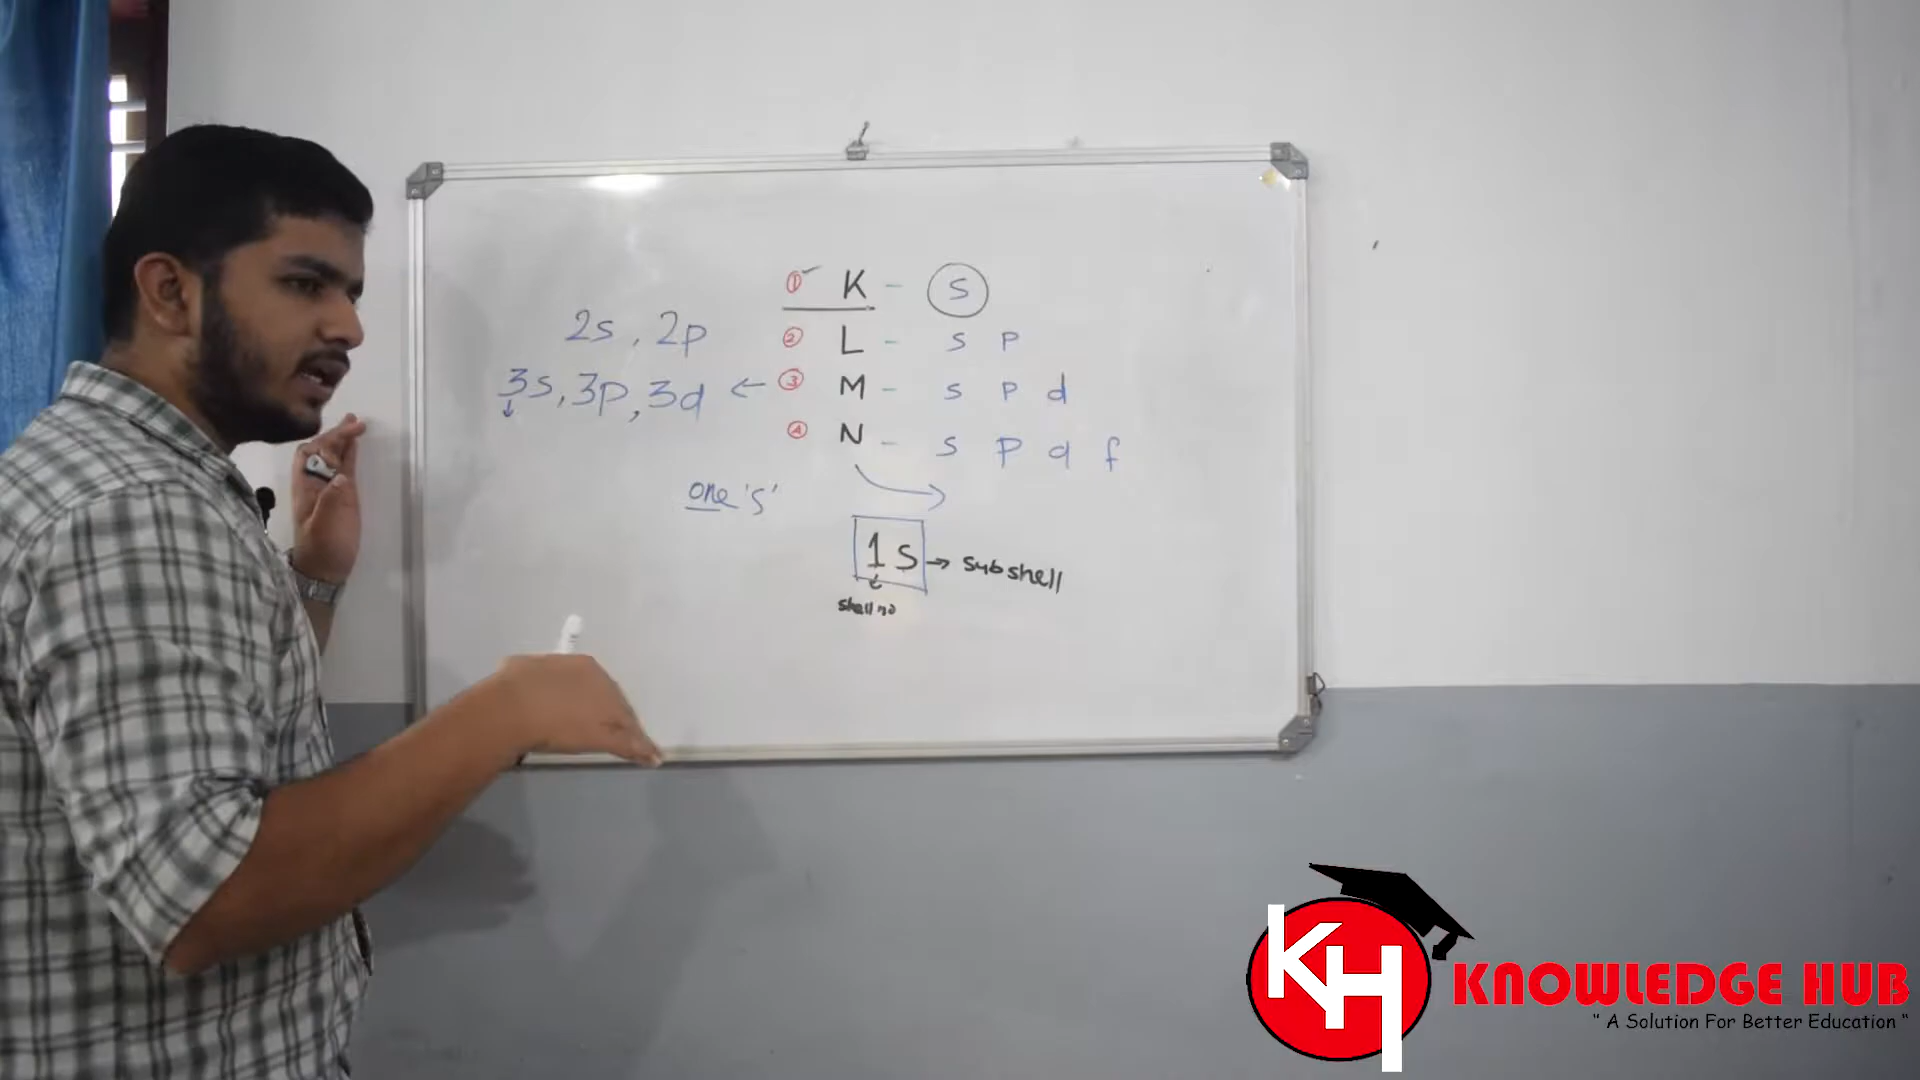 ① K - s
2s, 2p ② L - s p
3s, 3p, 3d ← ③ M - s p d
④ N - s p d f
one 's'
1s → subshell
shell no
KH
KNOWLEDGE HUB
" A Solution For Better Education "